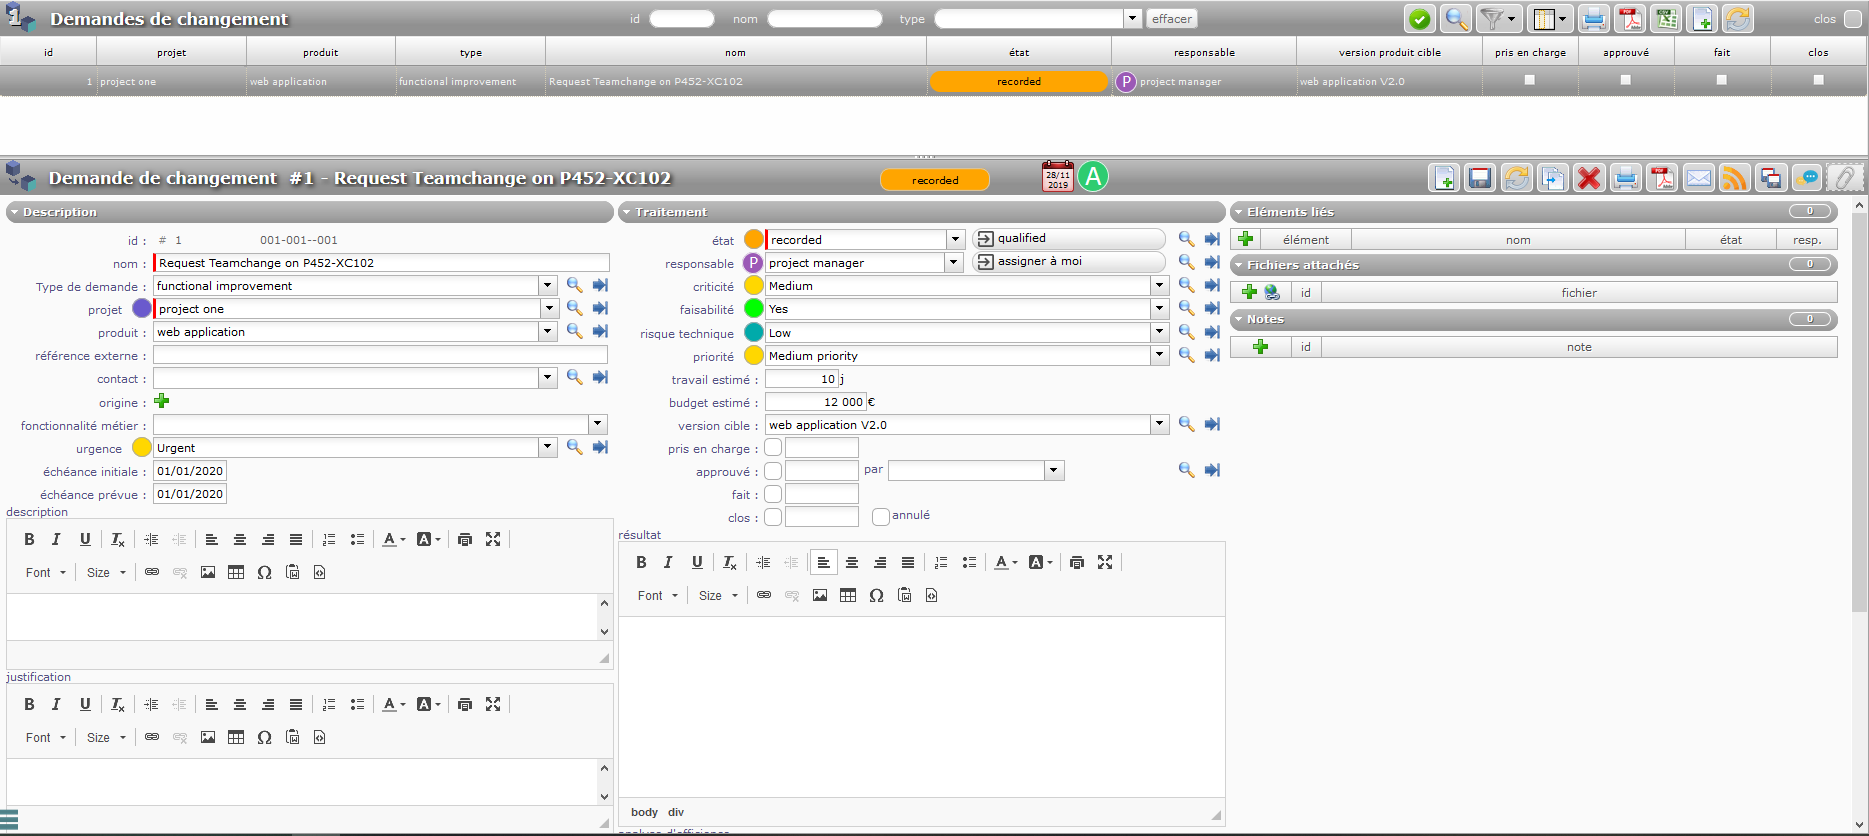 Demandes de changement
id
nom
type
effacer
clos
id projet produit type nom état responsable version produit cible pris en charge approuvé fait clos
1 project one web application functional improvement Request Teamchange on P452-XC102 recorded P project manager web application V2.0
Demande de changement #1 - Request Teamchange on P452-XC102
recorded
28/11
2019
A
Description
id : # 1 001-001--001
nom : Request Teamchange on P452-XC102
Type de demande : functional improvement
projet project one
produit : web application
référence externe :
contact :
origine :
fonctionnalité métier :
urgence Urgent
échéance initiale : 01/01/2020
échéance prévue : 01/01/2020
description
B I U Tx A A
Font Size
justification
B I U Tx A A
Font Size
Traitement
état recorded qualified
responsable P project manager assigner à moi
criticité Medium
faisabilité Yes
risque technique Low
priorité Medium priority
travail estimé : 10 j
budget estimé : 12 000 €
version cible : web application V2.0
pris en charge :
approuvé : par
fait :
clos : annulé
résultat
B I U Tx A A
Font Size
body div
Eléments liés 0
élément nom état resp.
Fichiers attachés 0
id fichier
Notes 0
id note